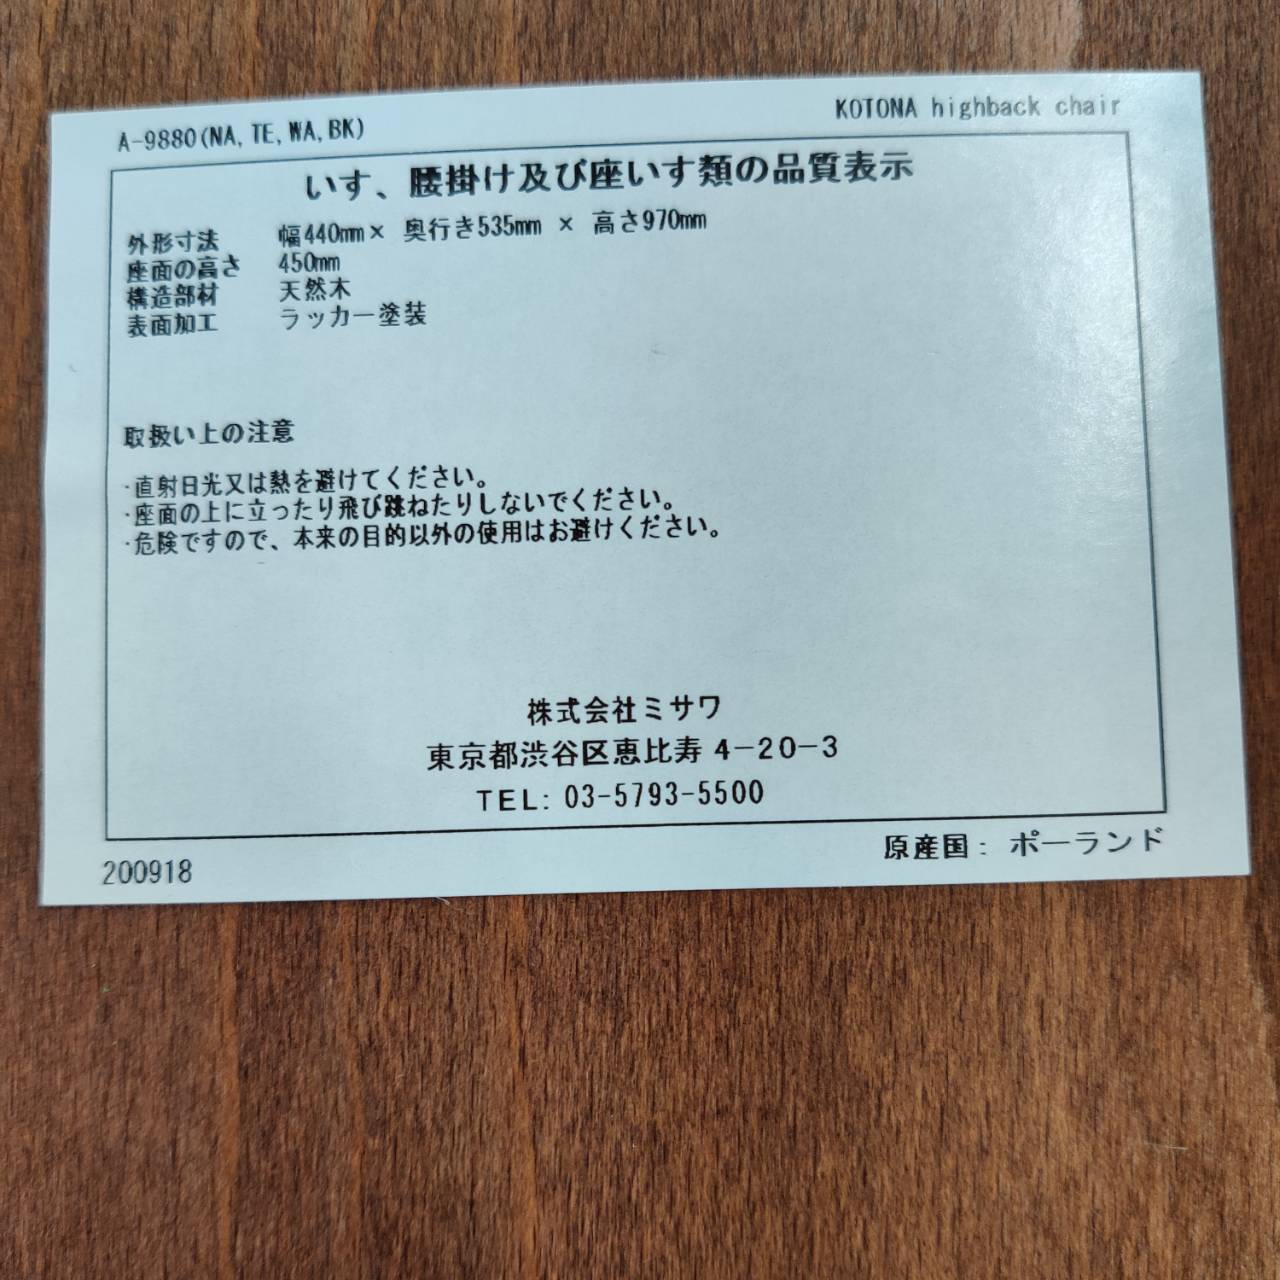 A-9880(NA, TE, WA, BK)
KOTONA highback chair
いす、腰掛け及び座いす類の品質表示
外形寸法 幅440mm× 奥行き535mm × 高さ970mm
座面の高さ 450mm
構造部材 天然木
表面加工 ラッカー塗装
取扱い上の注意
・直射日光又は熱を避けてください。
・座面の上に立ったり飛び跳ねたりしないでください。
・危険ですので、本来の目的以外の使用はお避けください。
株式会社ミサワ
東京都渋谷区恵比寿 4-20-3
TEL: 03-5793-5500
原産国: ポーランド
200918